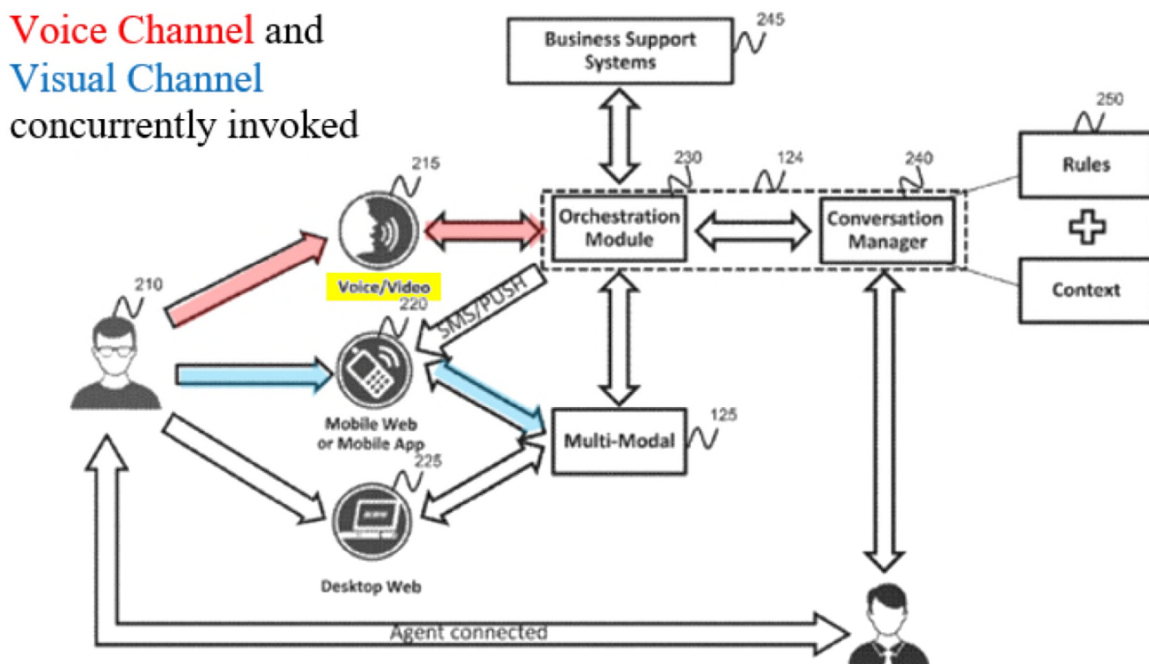 Voice Channel and
Visual Channel
concurrently invoked
Business Support
Systems
245
250
Rules
215
230
124
240
Orchestration
Module
Conversation
Manager
Voice/Video
Context
210
220
SMS/PUSH
Mobile Web
or Mobile App
Multi-Modal
125
225
Desktop Web
Agent connected